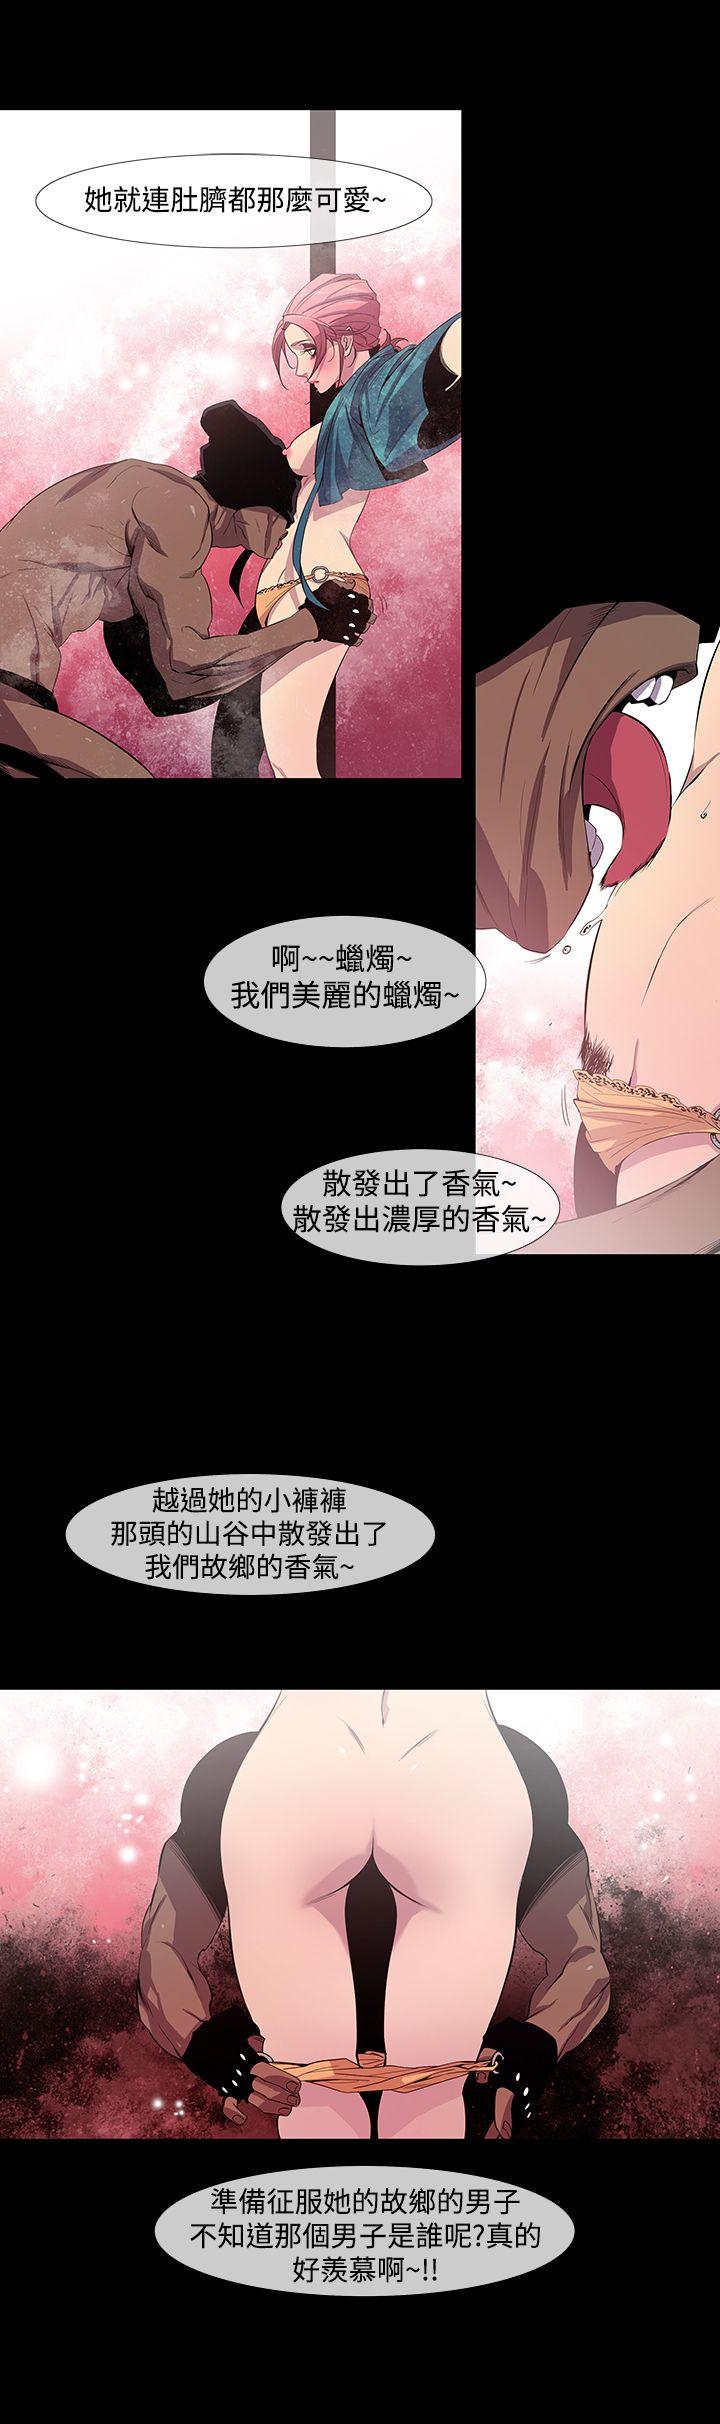 她就連肚臍都那麼可愛~
啊~~蠟燭~
我們美麗的蠟燭~
散發出了香氣~
散發出濃厚的香氣~
越過她的小褲褲
那頭的山谷中散發出了
我們故鄉的香氣~
準備征服她的故鄉的男子
不知道那個男子是誰呢?真的
好羨慕啊~!!